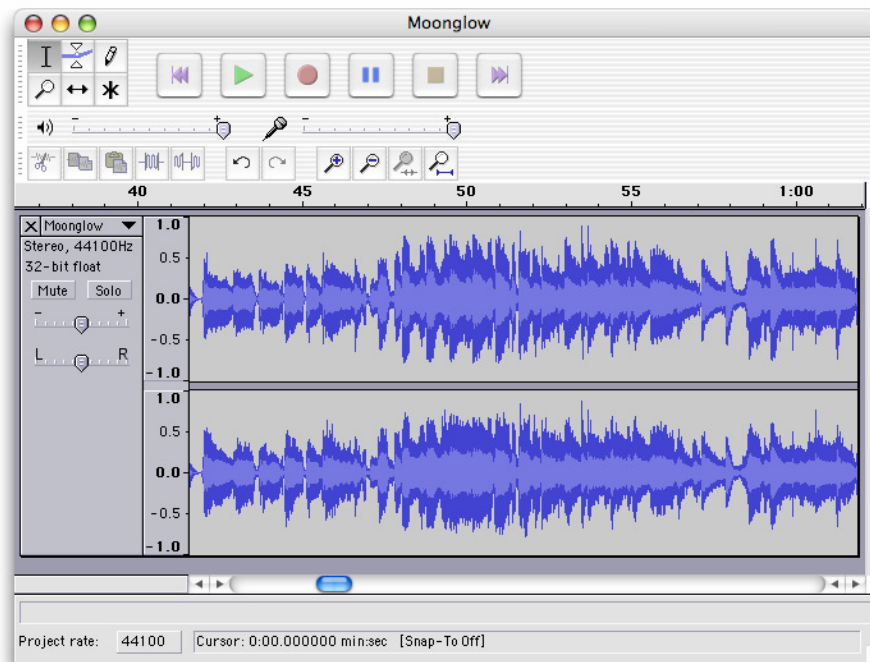 Moonglow
- +
- +
40 45 50 55 1:00
X Moonglow
Stereo, 44100Hz
32-bit float
Mute Solo
- +
L R
1.0
0.5
0.0
-0.5
-1.0
1.0
0.5
0.0
-0.5
-1.0
Project rate: 44100 Cursor: 0:00.000000 min:sec [Snap-To Off]